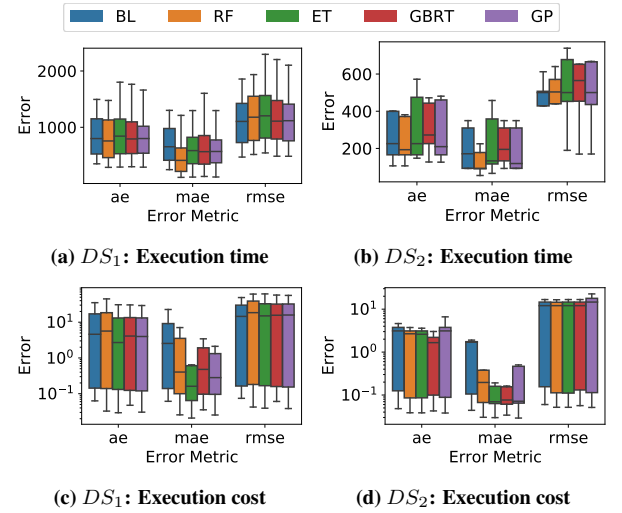 BL RF ET GBRT GP
2000
1000
Error
ae mae rmse
Error Metric
(a) DS1: Execution time
600
400
200
Error
ae mae rmse
Error Metric
(b) DS2: Execution time
10^1
10^0
10^−1
Error
ae mae rmse
Error Metric
(c) DS1: Execution cost
10^1
10^0
10^−1
Error
ae mae rmse
Error Metric
(d) DS2: Execution cost